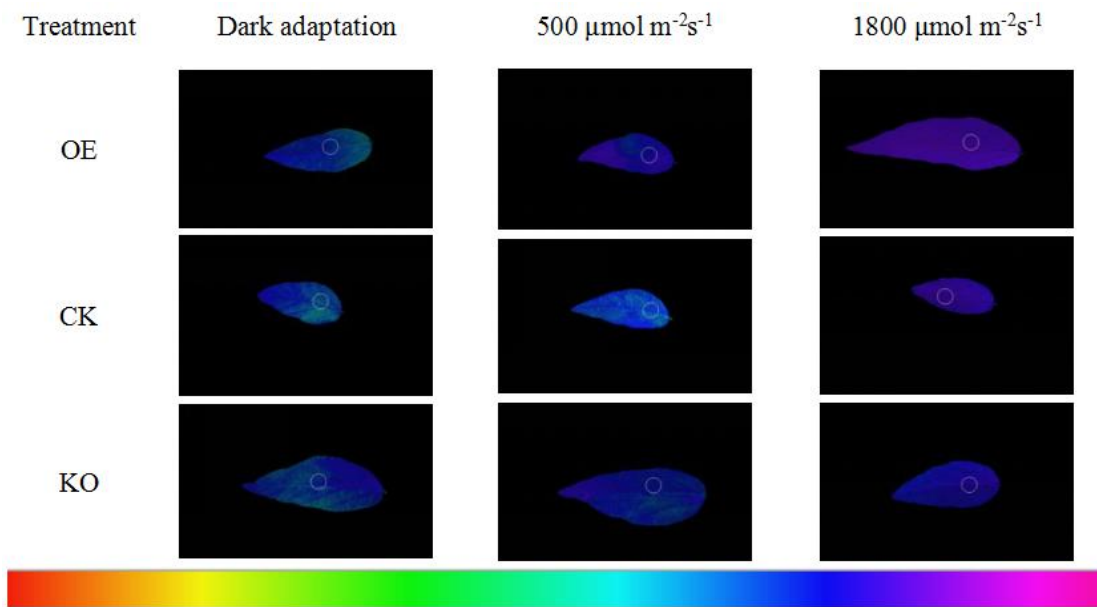 Treatment Dark adaptation 500 μmol m⁻²s⁻¹ 1800 μmol m⁻²s⁻¹
OE
CK
KO